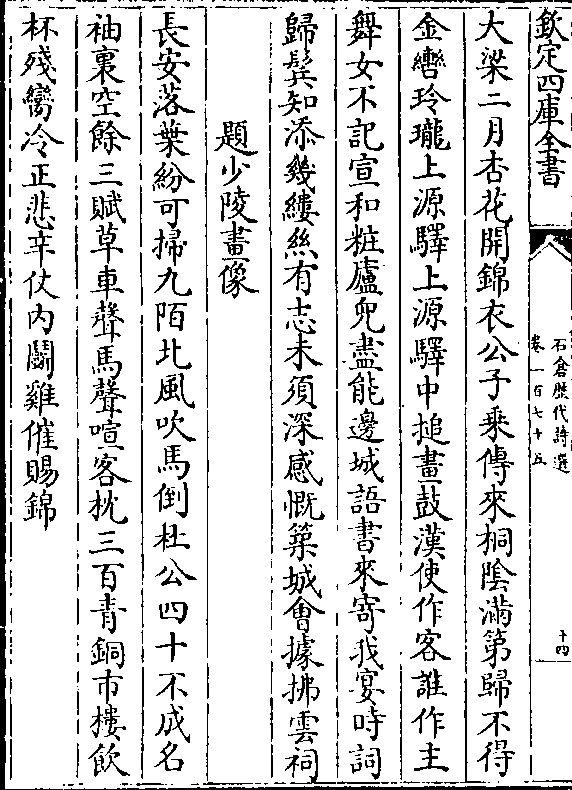 欽定四庫全書
石倉歴代詩選
卷一百七十五
十四
大梁二月杏花開錦衣公子乘傳來桐隂滿第歸不得
金轡玲瓏上源驛上源驛中搥畫鼓漢使作客誰作主
舞女不記宣和粧廬兒盡能邊城語書來寄我宴時詞
歸鬂知添幾縷絲有志未須深感慨築城會據拂雲祠
題少陵畫像
長安落葉紛可掃九陌北風吹馬倒杜公四十不成名
袖裏空餘三賦草車聲馬聲喧客枕三百青銅市樓飲
杯殘臠冷正悲辛仗内鬭雞催賜錦